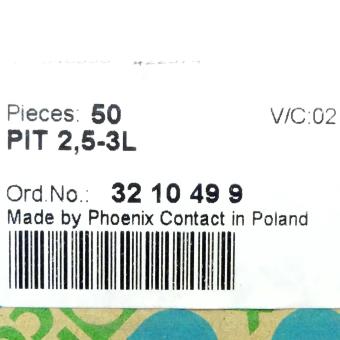 Pieces: 50 V/C:02
PIT 2,5-3L
Ord.No.: 32 10 49 9
Made by Phoenix Contact in Poland